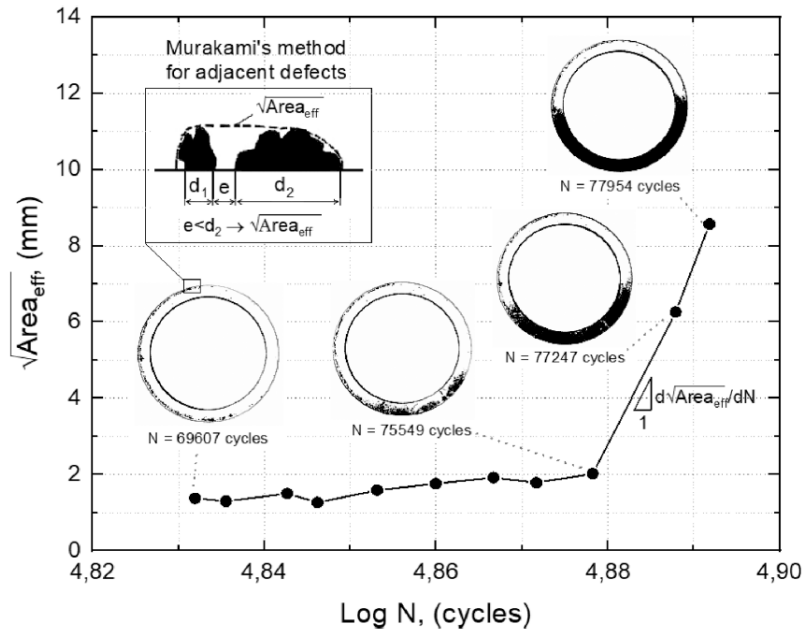 Murakami's method
for adjacent defects
√Area_eff
d₁ e d₂
e<d₂ → √Area_eff
N = 77954 cycles
N = 77247 cycles
N = 69607 cycles
N = 75549 cycles
d√Area_eff/dN
1
√Area_eff, (mm)
14
12
10
8
6
4
2
0
4,82 4,84 4,86 4,88 4,90
Log N, (cycles)